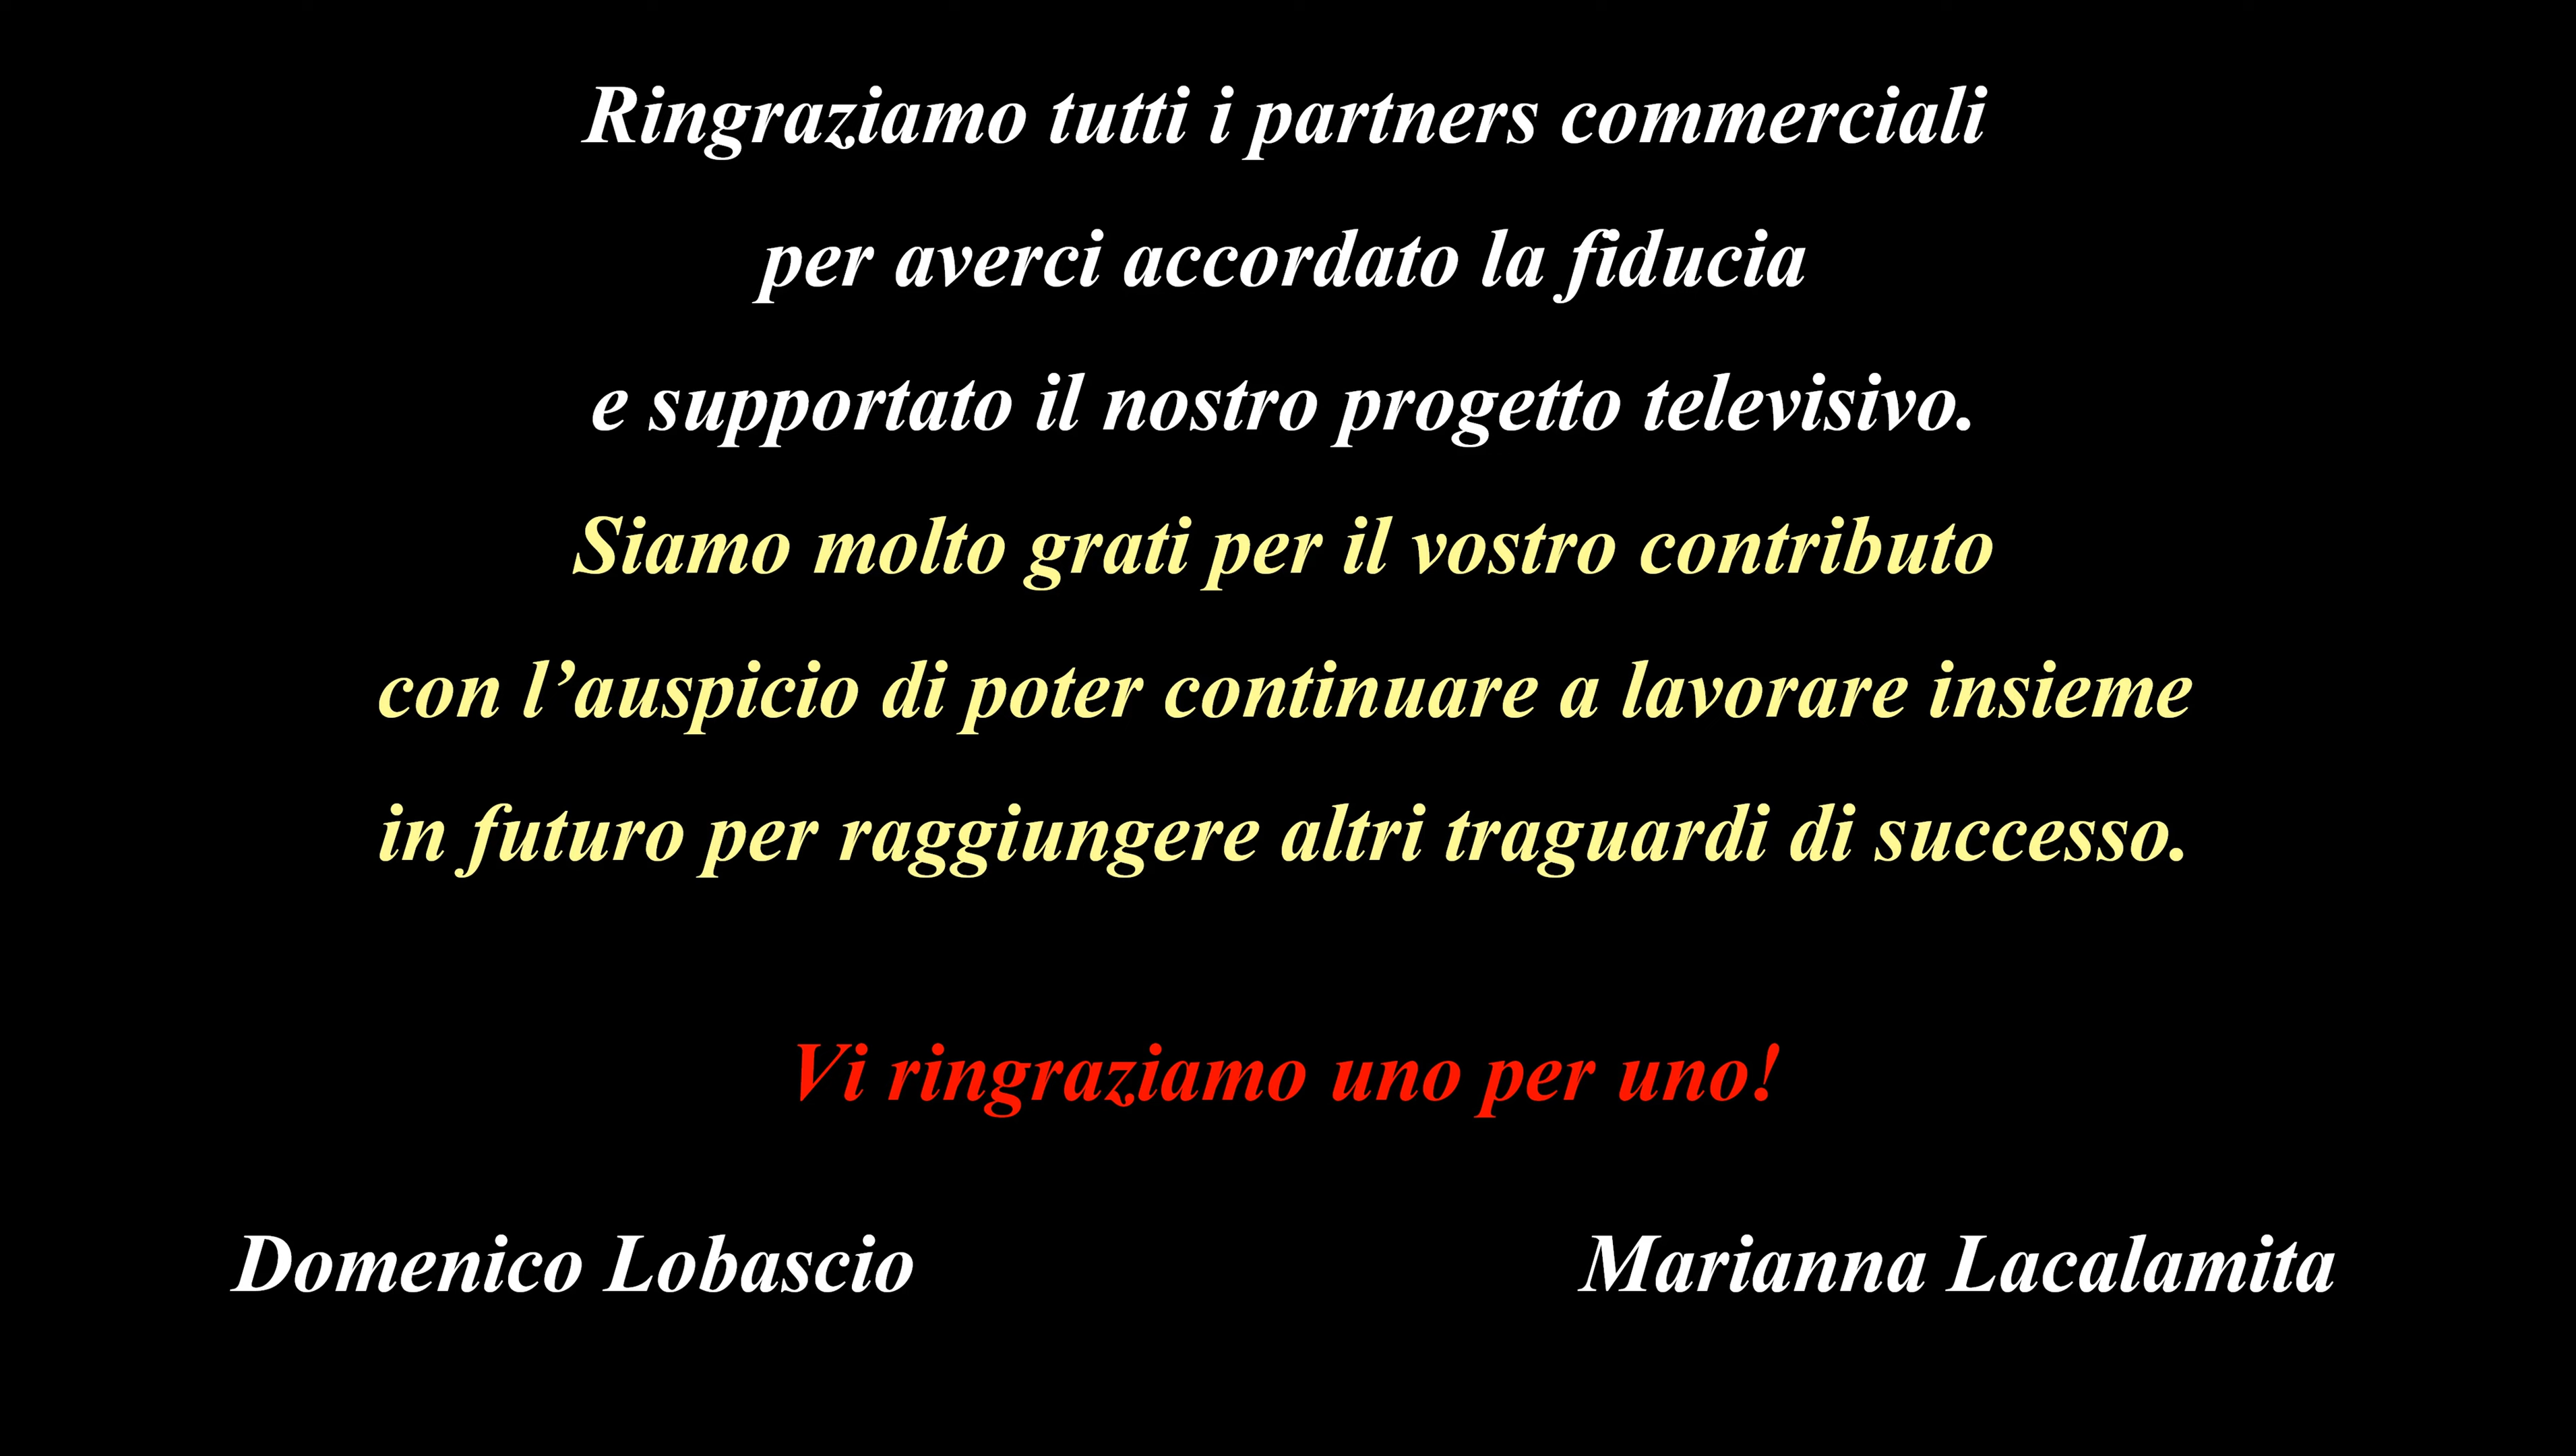 Ringraziamo tutti i partners commerciali
per averci accordato la fiducia
e supportato il nostro progetto televisivo.
Siamo molto grati per il vostro contributo
con l’auspicio di poter continuare a lavorare insieme
in futuro per raggiungere altri traguardi di successo.
Vi ringraziamo uno per uno!
Domenico Lobascio
Marianna Lacalamita